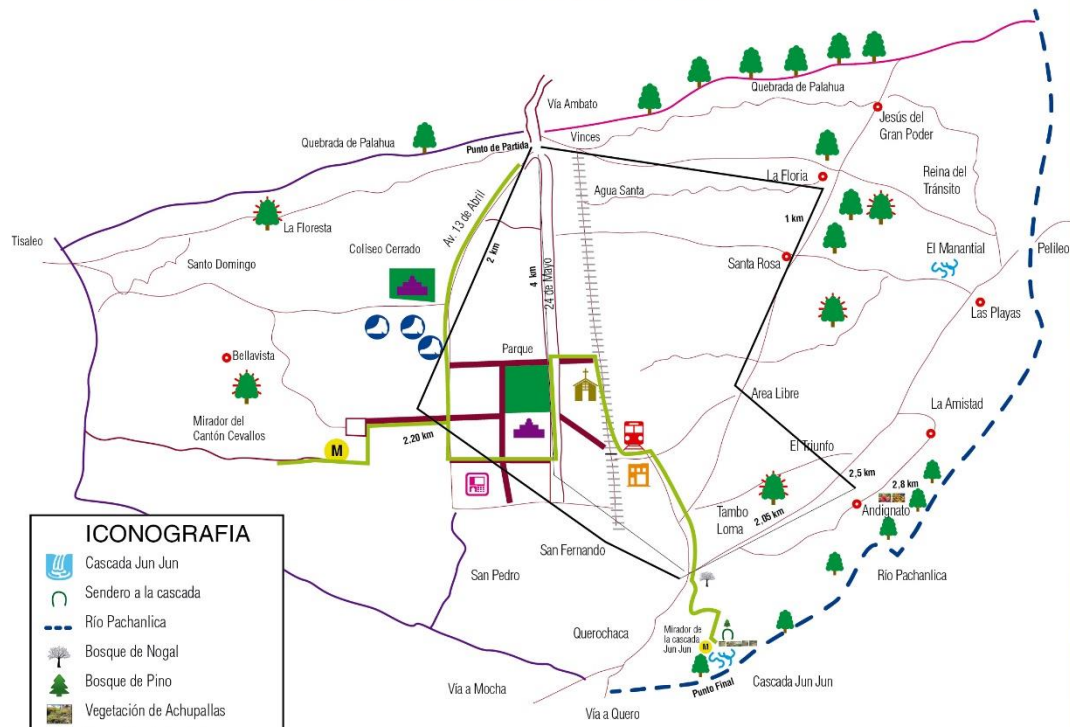 Vía Ambato
Quebrada de Palahua
Vinces
Jesús del
Gran Poder
Quebrada de Palahua
Punto de Partida
La Floria
Reina del
Tránsito
Agua Santa
1 km
La Floresta
Av. 13 de Abril
Tisaleo
Coliseo Cerrado
2 km
4 km
24 de Mayo
Santo Domingo
Santa Rosa
El Manantial
Pelileo
Las Playas
Bellavista
Parque
Area Libre
La Amistad
Mirador del
Cantón Cevallos
M
2.20 km
El Triunfo
2,5 km
2,8 km
2.05 km
Tambo
Loma
Andignato
San Fernando
San Pedro
Río Pachanlica
Querochaca
Mirador de
la cascada
Jun Jun
M
Punto Final
Cascada Jun Jun
Vía a Mocha
Vía a Quero
ICONOGRAFIA
Cascada Jun Jun
Sendero a la cascada
Río Pachanlica
Bosque de Nogal
Bosque de Pino
Vegetación de Achupallas